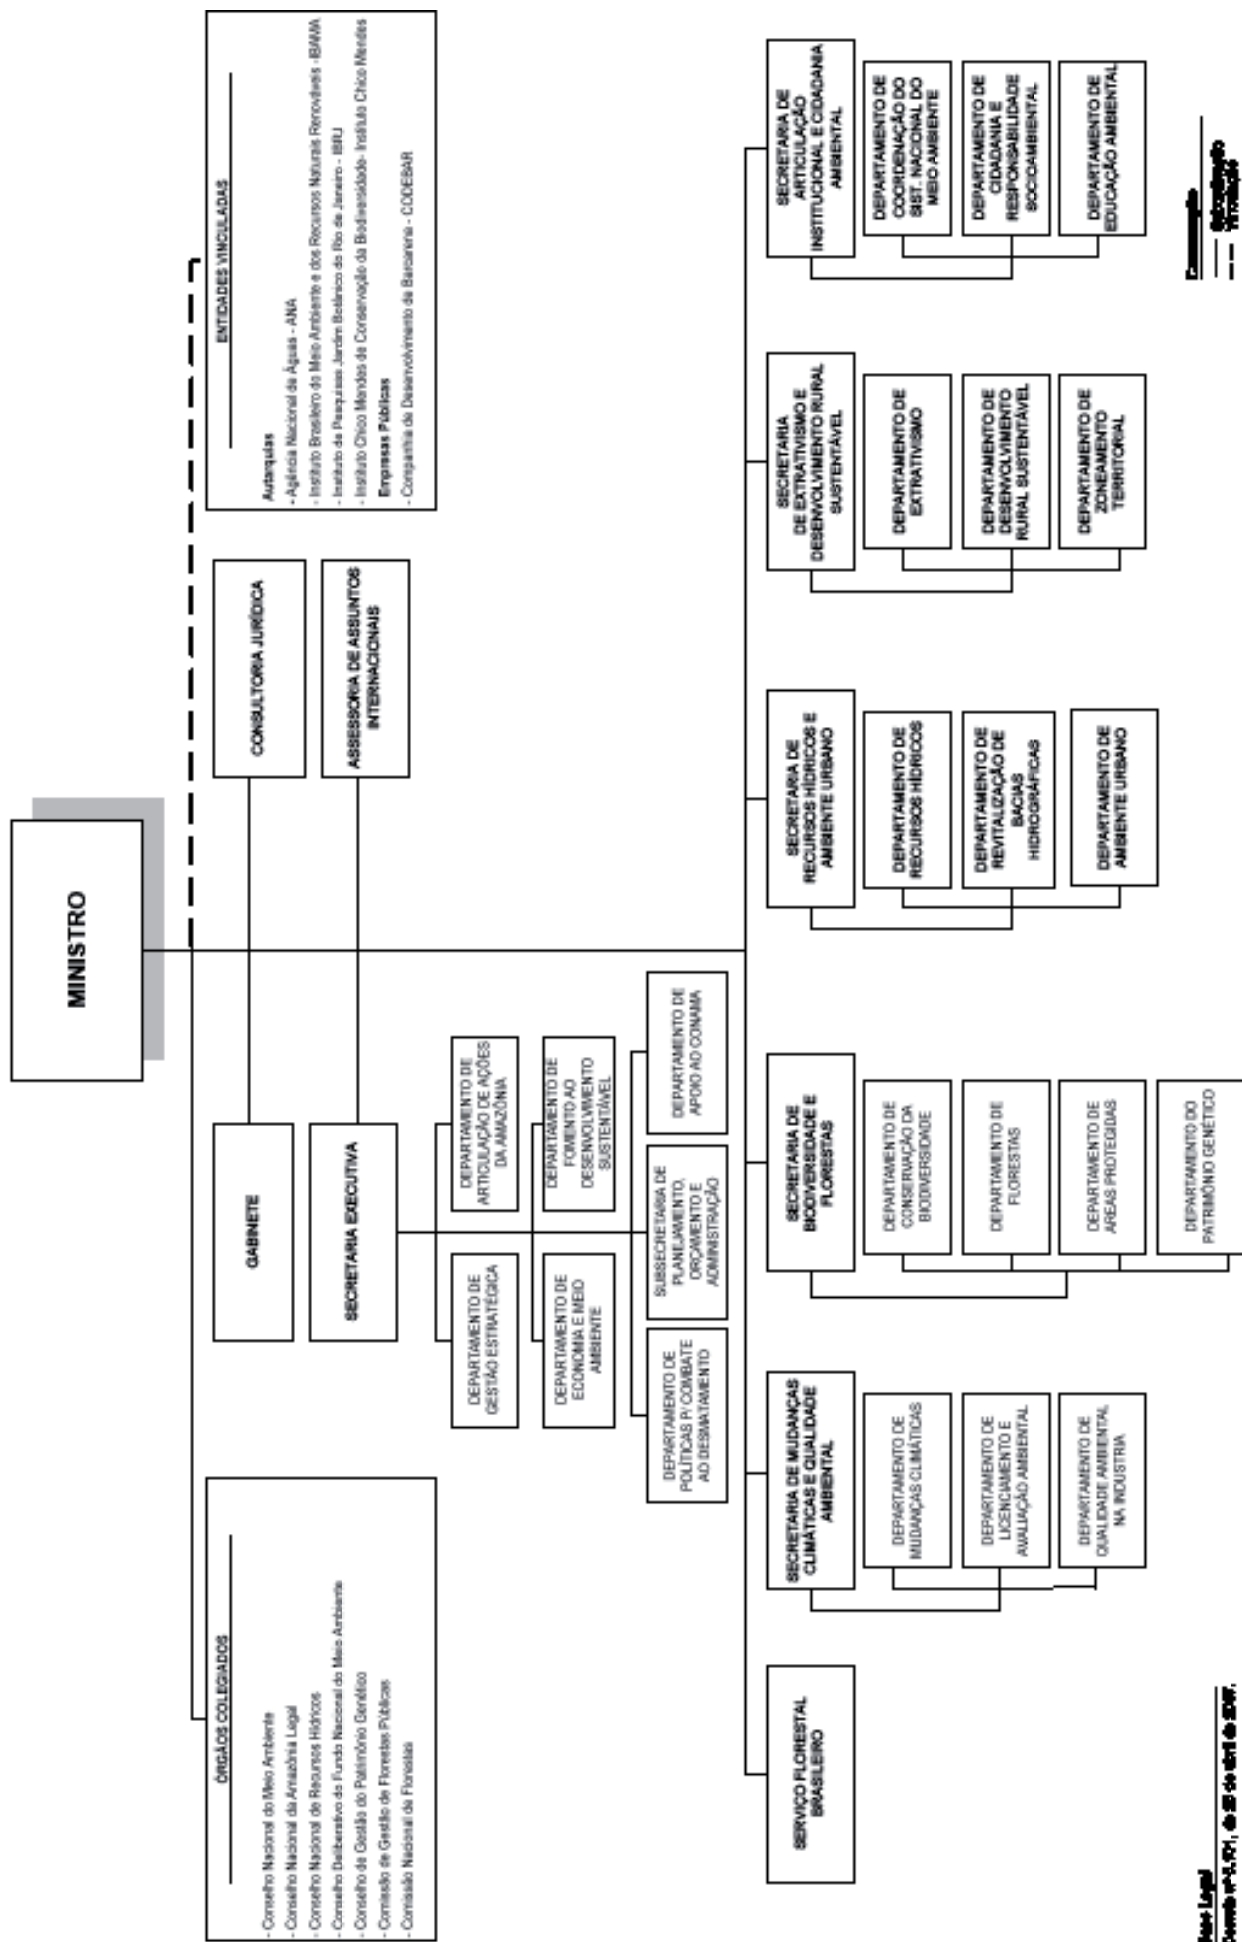 MINISTRO
ÓRGÃOS COLEGIADOS
- Conselho Nacional do Meio Ambiente
- Conselho Nacional da Amazônia Legal
- Conselho Nacional de Recursos Hídricos
- Conselho Deliberativo do Fundo Nacional do Meio Ambiente
- Conselho de Gestão do Patrimônio Genético
- Comissão de Gestão de Florestas Públicas
- Comissão Nacional de Florestas
GABINETE
CONSULTORIA JURÍDICA
SECRETARIA EXECUTIVA
ASSESSORIA DE ASSUNTOS
INTERNACIONAIS
ENTIDADES VINCULADAS
Autarquias
- Agência Nacional de Águas - ANA
- Instituto Brasileiro do Meio Ambiente e dos Recursos Naturais Renováveis - IBAMA
- Instituto de Pesquisas Jardim Botânico do Rio de Janeiro - IBRJ
- Instituto Chico Mendes de Conservação da Biodiversidade- Instituto Chico Mendes
Empresas Públicas
- Companhia de Desenvolvimento de Barcarena - CODEBAR
DEPARTAMENTO DE
GESTÃO ESTRATÉGICA
DEPARTAMENTO DE
ARTICULAÇÃO DE AÇÕES
DA AMAZÔNIA
DEPARTAMENTO DE
ECONOMIA E MEIO
AMBIENTE
DEPARTAMENTO DE
FOMENTO AO
DESENVOLVIMENTO
SUSTENTÁVEL
DEPARTAMENTO DE
POLÍTICAS P/ COMBATE
AO DESMATAMENTO
SUBSECRETARIA DE
PLANEJAMENTO,
ORÇAMENTO E
ADMINISTRAÇÃO
DEPARTAMENTO DE
APOIO AO CONAMA
SERVIÇO FLORESTAL
BRASILEIRO
SECRETARIA DE MUDANÇAS
CLIMÁTICAS E QUALIDADE
AMBIENTAL
DEPARTAMENTO DE
MUDANÇAS CLIMÁTICAS
DEPARTAMENTO DE
LICENCIAMENTO E
AVALIAÇÃO AMBIENTAL
DEPARTAMENTO DE
QUALIDADE AMBIENTAL
NA INDUSTRIA
SECRETARIA DE
BIODIVERSIDADE E
FLORESTAS
DEPARTAMENTO DE
CONSERVAÇÃO DA
BIODIVERSIDADE
DEPARTAMENTO DE
FLORESTAS
DEPARTAMENTO DE
AREAS PROTEGIDAS
DEPARTAMENTO DO
PATRIMÔNIO GENÉTICO
SECRETARIA DE
RECURSOS HÍDRICOS E
AMBIENTE URBANO
DEPARTAMENTO DE
RECURSOS HÍDRICOS
DEPARTAMENTO DE
REVITALIZAÇÃO DE
BACIAS
HIDROGRÁFICAS
DEPARTAMENTO DE
AMBIENTE URBANO
SECRETARIA
DE EXTRATIVISMO E
DESENVOLVIMENTO RURAL
SUSTENTÁVEL
DEPARTAMENTO DE
EXTRATIVISMO
DEPARTAMENTO DE
DESENVOLVIMENTO
RURAL SUSTENTÁVEL
DEPARTAMENTO DE
ZONEAMENTO
TERRITORIAL
SECRETARIA DE
ARTICULAÇÃO
INSTITUCIONAL E CIDADANIA
AMBIENTAL
DEPARTAMENTO DE
COORDENAÇÃO DO
SIST. NACIONAL DO
MEIO AMBIENTE
DEPARTAMENTO DE
CIDADANIA E
RESPONSABILIDADE
SOCIOAMBIENTAL
DEPARTAMENTO DE
EDUCAÇÃO AMBIENTAL
Base Legal
de abril de 2007.
Subordinação
Vinculação